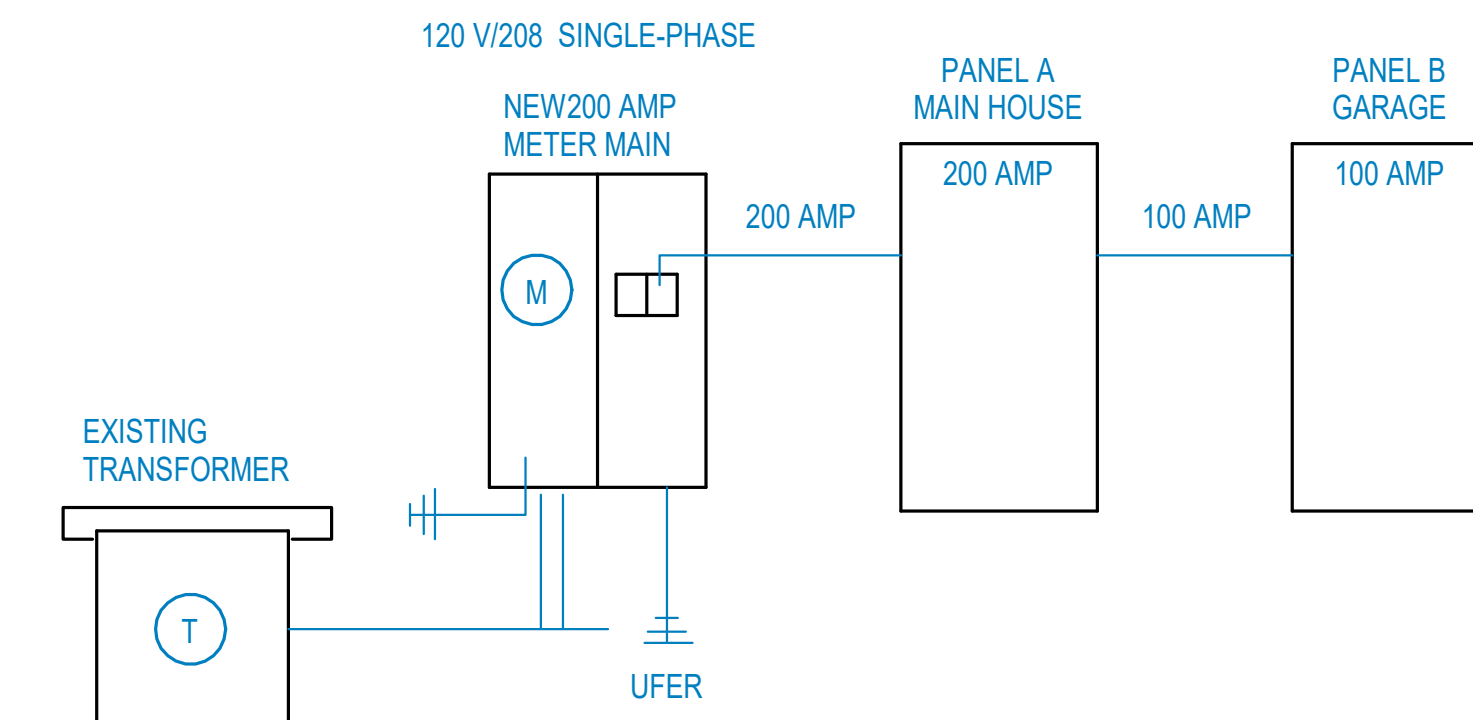 120 V/208 SINGLE-PHASE
NEW200 AMP
METER MAIN
PANEL A
MAIN HOUSE
PANEL B
GARAGE
200 AMP
100 AMP
200 AMP
100 AMP
M
EXISTING
TRANSFORMER
T
UFER